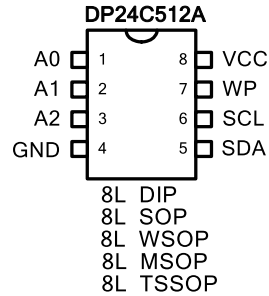 DP24C512A
A0 1 8 VCC
A1 2 7 WP
A2 3 6 SCL
GND 4 5 SDA
8L DIP
8L SOP
8L WSOP
8L MSOP
8L TSSOP